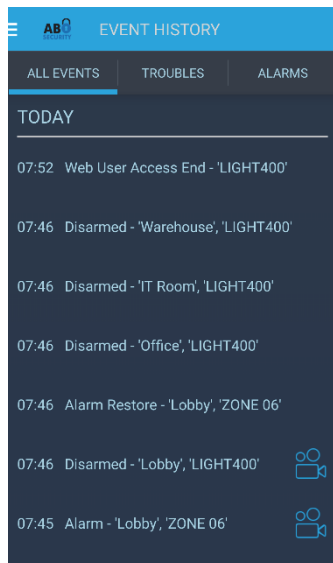 AB
SECURITY
EVENT HISTORY
ALL EVENTS TROUBLES ALARMS
TODAY
07:52 Web User Access End - 'LIGHT400'
07:46 Disarmed - 'Warehouse', 'LIGHT400'
07:46 Disarmed - 'IT Room', 'LIGHT400'
07:46 Disarmed - 'Office', 'LIGHT400'
07:46 Alarm Restore - 'Lobby', 'ZONE 06'
07:46 Disarmed - 'Lobby', 'LIGHT400'
07:45 Alarm - 'Lobby', 'ZONE 06'